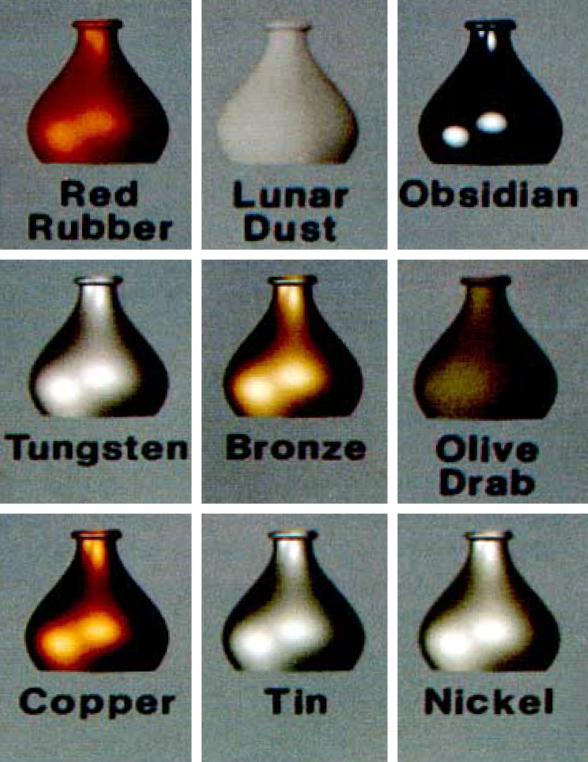 Red
Rubber
Lunar
Dust
Obsidian
Tungsten
Bronze
Olive
Drab
Copper
Tin
Nickel